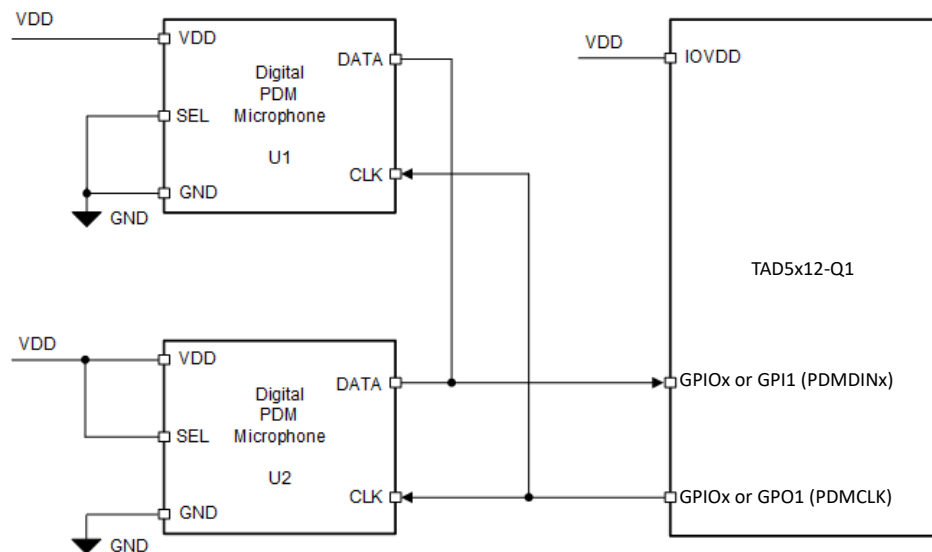 VDD
VDD
DATA
Digital
PDM
Microphone
U1
SEL
CLK
GND
GND
VDD
IOVDD
TAD5x12-Q1
VDD
VDD
DATA
Digital
PDM
Microphone
U2
SEL
CLK
GND
GND
GPIOx or GPI1 (PDMDINx)
GPIOx or GPO1 (PDMCLK)